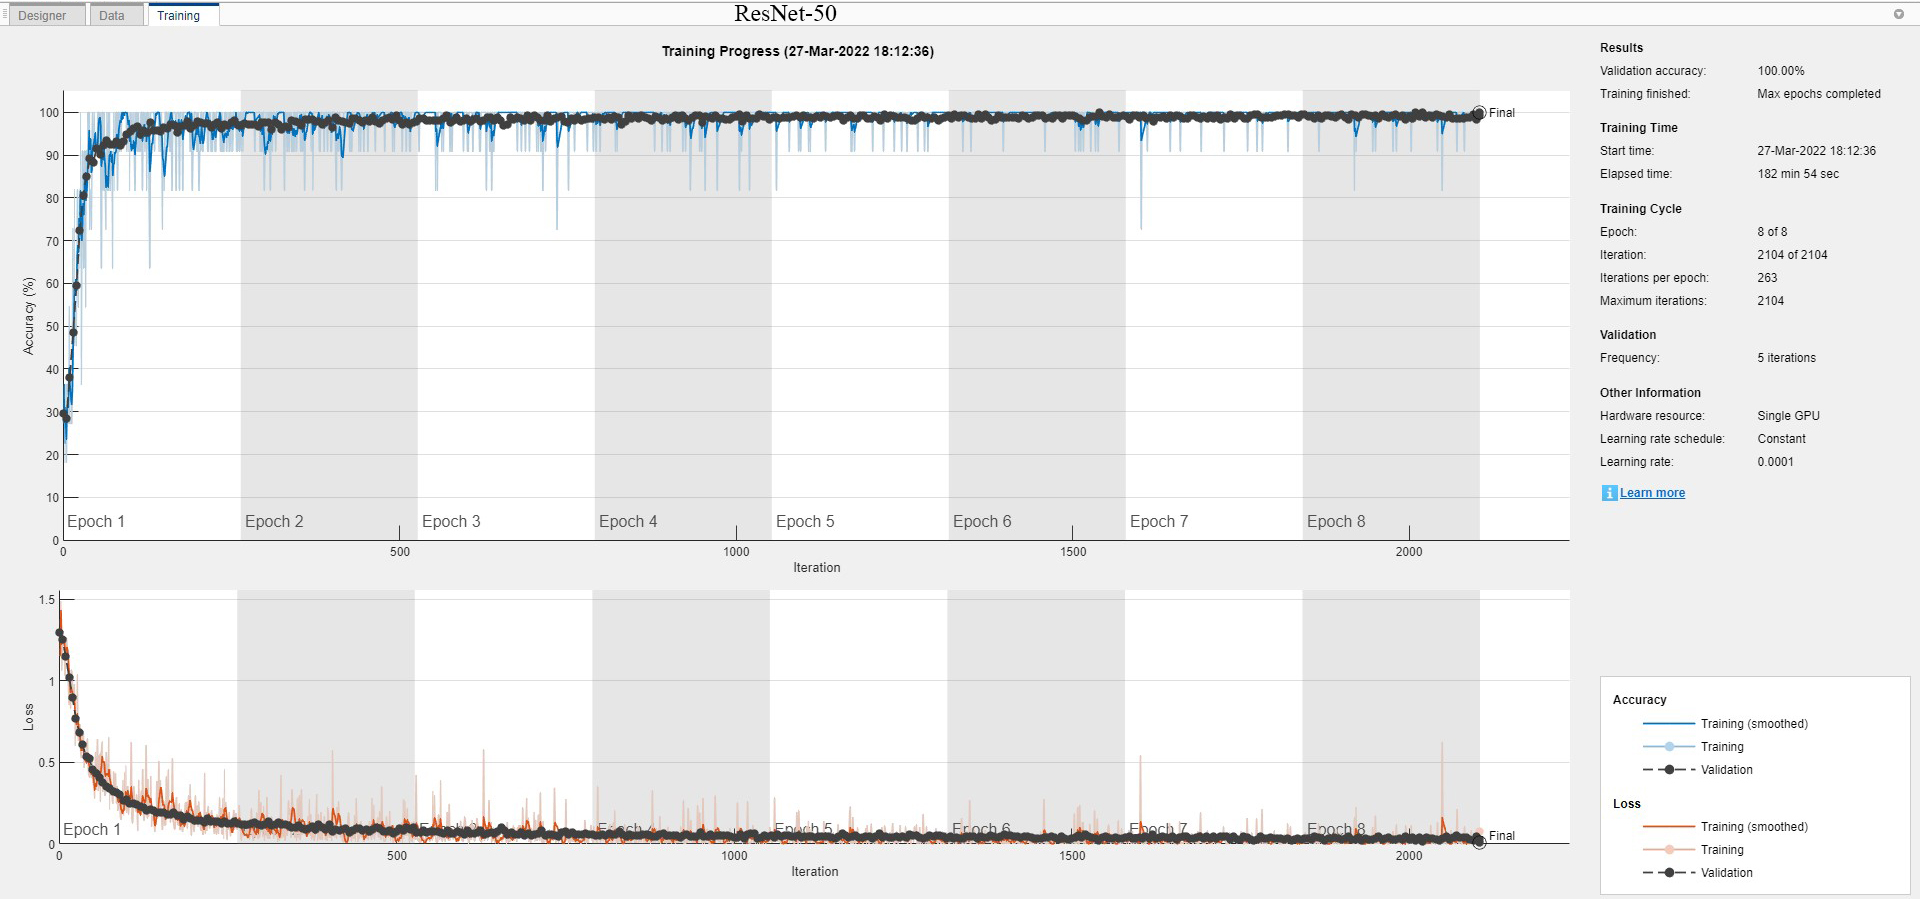 Designer
Data
Training
ResNet-50
Training Progress (27-Mar-2022 18:12:36)
Accuracy (%)
100
90
80
70
60
50
40
30
20
10
0
Final
Epoch 1
Epoch 2
Epoch 3
Epoch 4
Epoch 5
Epoch 6
Epoch 7
Epoch 8
0
500
1000
1500
2000
Iteration
Loss
1.5
1
0.5
0
Final
Epoch 1
Epoch 4
Epoch 5
Epoch 6
Epoch 7
Epoch 8
0
500
1000
1500
2000
Iteration
Results
Validation accuracy: 100.00%
Training finished: Max epochs completed
Training Time
Start time: 27-Mar-2022 18:12:36
Elapsed time: 182 min 54 sec
Training Cycle
Epoch: 8 of 8
Iteration: 2104 of 2104
Iterations per epoch: 263
Maximum iterations: 2104
Validation
Frequency: 5 iterations
Other Information
Hardware resource: Single GPU
Learning rate schedule: Constant
Learning rate: 0.0001
i Learn more
Accuracy
Training (smoothed)
Training
Validation
Loss
Training (smoothed)
Training
Validation